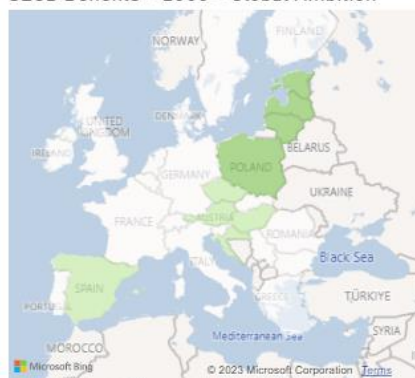 FINLAND
NORWAY
UNITED
KINGDOM
DENMARK
IRELAND
BELARUS
POLAND
GERMANY
UKRAINE
AUSTRIA
FRANCE
ROMANIA
ITALY
Black Sea
SPAIN
PORTUGAL
GREECE
TÜRKIYE
Mediterranean Sea
SYRIA
MOROCCO
Microsoft Bing
© 2023 Microsoft Corporation Terms